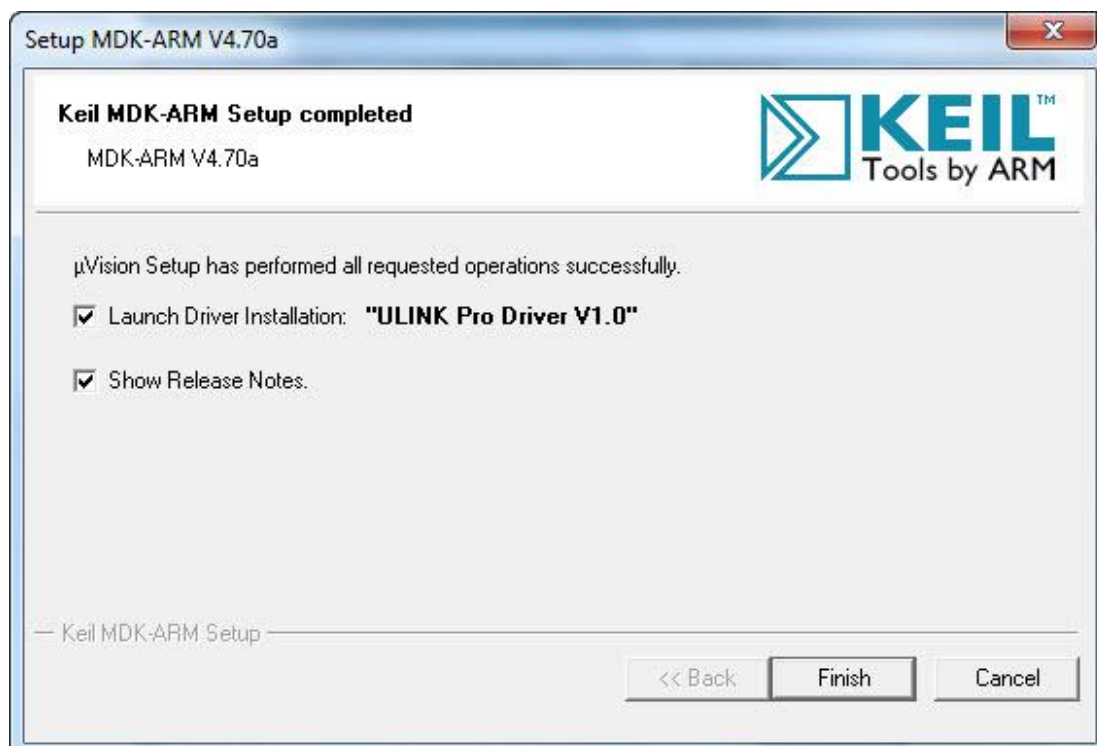 Setup MDK-ARM V4.70a
Keil MDK-ARM Setup completed
MDK-ARM V4.70a
KEIL™
Tools by ARM
µVision Setup has performed all requested operations successfully.
Launch Driver Installation: "ULINK Pro Driver V1.0"
Show Release Notes.
Keil MDK-ARM Setup
<< Back Finish Cancel